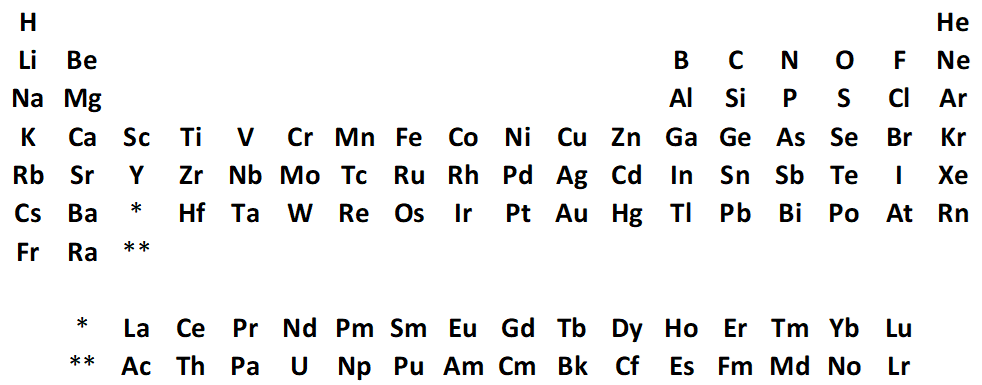 H He
Li Be B C N O F Ne
Na Mg Al Si P S Cl Ar
K Ca Sc Ti V Cr Mn Fe Co Ni Cu Zn Ga Ge As Se Br Kr
Rb Sr Y Zr Nb Mo Tc Ru Rh Pd Ag Cd In Sn Sb Te I Xe
Cs Ba * Hf Ta W Re Os Ir Pt Au Hg Tl Pb Bi Po At Rn
Fr Ra **
* La Ce Pr Nd Pm Sm Eu Gd Tb Dy Ho Er Tm Yb Lu
** Ac Th Pa U Np Pu Am Cm Bk Cf Es Fm Md No Lr